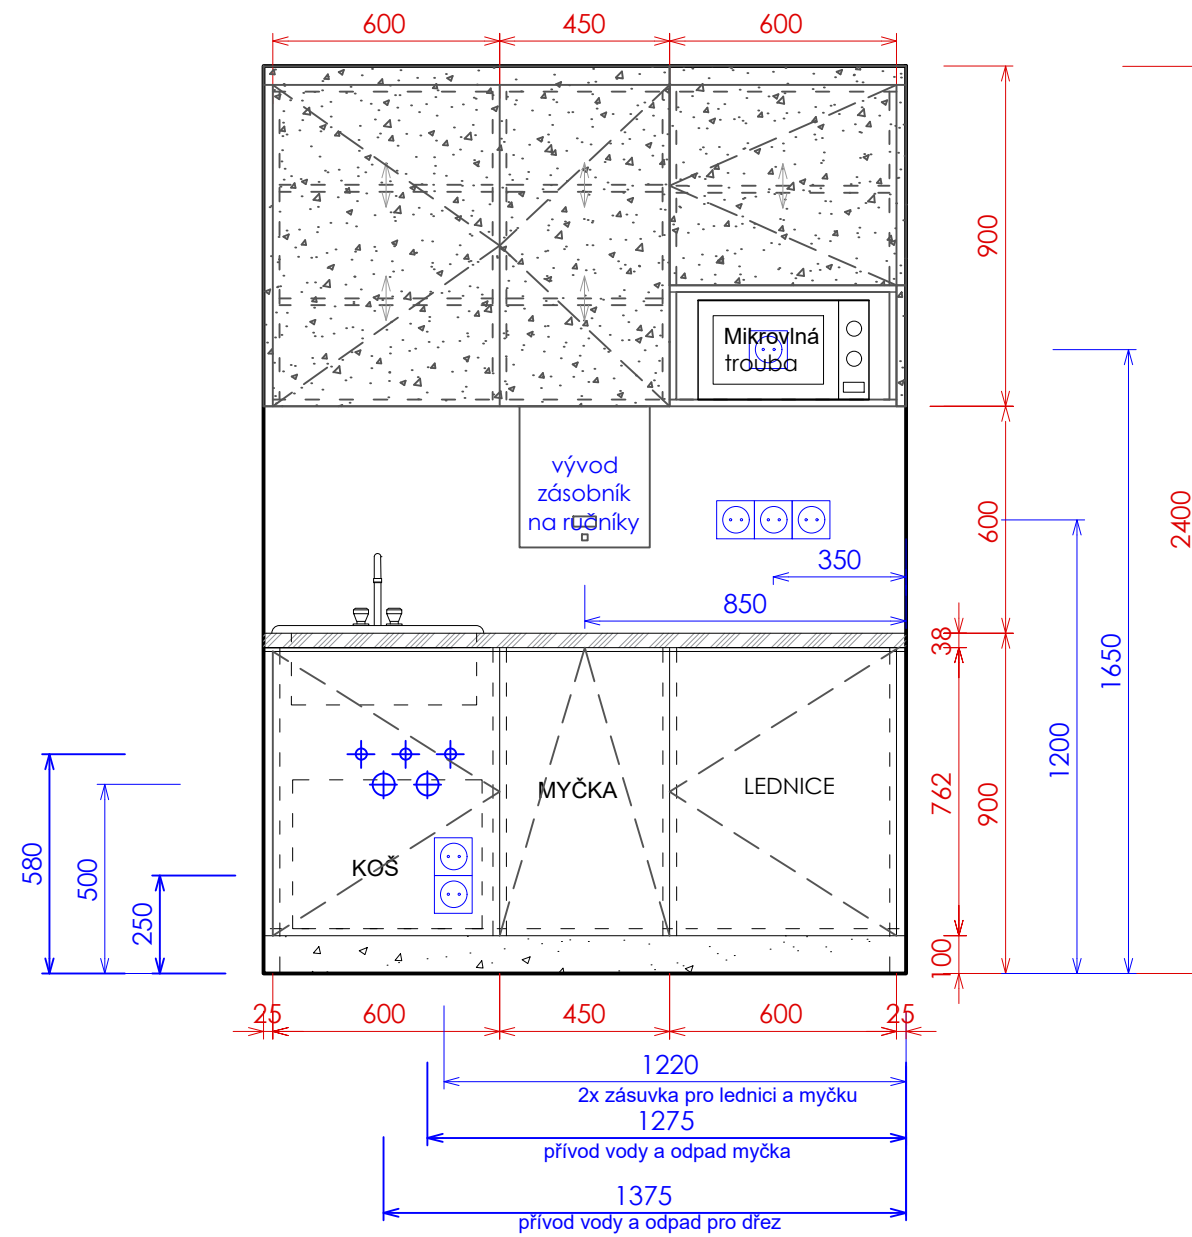 600
450
600
900
Mikrovlná
trouba
vývod
zásobník
na ručníky
600
2400
350
850
38
1650
1200
762
900
MYČKA
LEDNICE
KOŠ
580
500
250
100
25
600
450
600
25
1220
2x zásuvka pro lednici a myčku
1275
přívod vody a odpad myčka
1375
přívod vody a odpad pro dřez